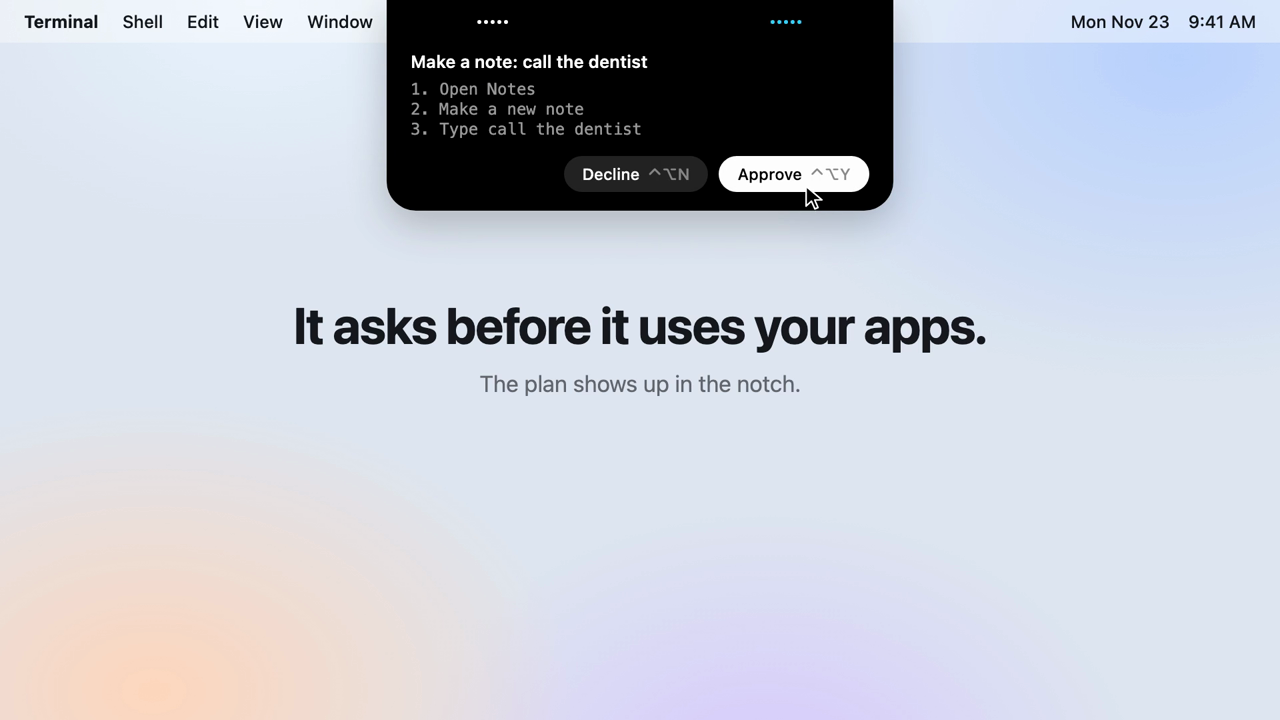 Terminal Shell Edit View Window Mon Nov 23 9:41 AM
Make a note: call the dentist
1. Open Notes
2. Make a new note
3. Type call the dentist
Decline ^⌥N Approve ^⌥Y
It asks before it uses your apps.
The plan shows up in the notch.